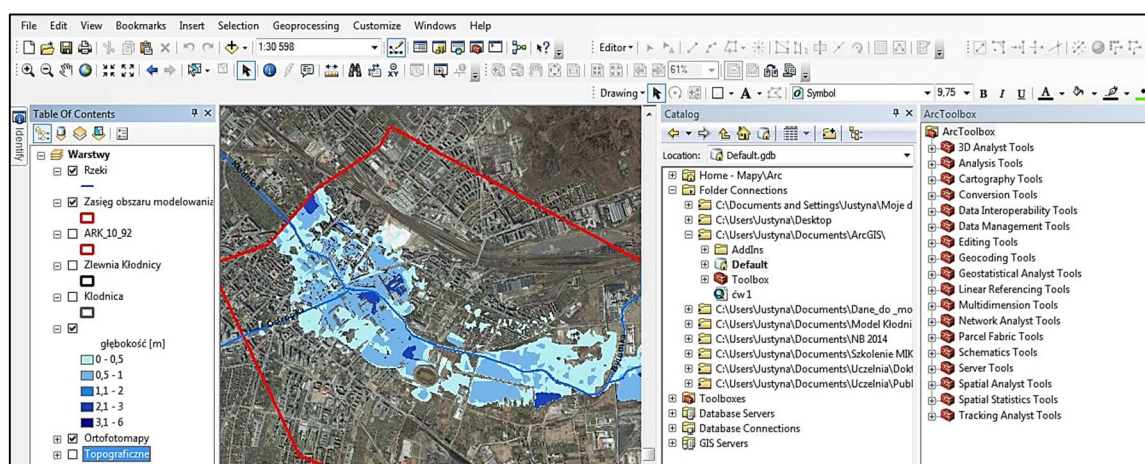 File Edit View Bookmarks Insert Selection Geoprocessing Customize Windows Help
1:30 598
Editor
61%
Drawing
Symbol
9,75
B I U A
Identify
Table Of Contents
Warstwy
Rzeki
Zasięg obszaru modelowania
ARK_10_92
Zlewnia Kłodnicy
Klodnica
głębokość [m]
0 - 0,5
0,5 - 1
1,1 - 2
2,1 - 3
3,1 - 6
Ortofotomapy
Topograficzne
Bytomka
Catalog
Location: Default.gdb
Home - Mapy\Arc
Folder Connections
C:\Documents and Settings\Justyna\Moje d
C:\Users\Justyna\Desktop
C:\Users\Justyna\Documents\ArcGIS\
AddIns
Default
Toolbox
ćw1
C:\Users\Justyna\Documents\Dane_do _mo
C:\Users\Justyna\Documents\Model Kłodni
C:\Users\Justyna\Documents\NB 2014
C:\Users\Justyna\Documents\Szkolenie MIK
C:\Users\Justyna\Documents\Uczelnia\Dokt
C:\Users\Justyna\Documents\Uczelnia\Publ
Toolboxes
Database Servers
Database Connections
GIS Servers
ArcToolbox
ArcToolbox
3D Analyst Tools
Analysis Tools
Cartography Tools
Conversion Tools
Data Interoperability Tools
Data Management Tools
Editing Tools
Geocoding Tools
Geostatistical Analyst Tools
Linear Referencing Tools
Multidimension Tools
Network Analyst Tools
Parcel Fabric Tools
Schematics Tools
Server Tools
Spatial Analyst Tools
Spatial Statistics Tools
Tracking Analyst Tools